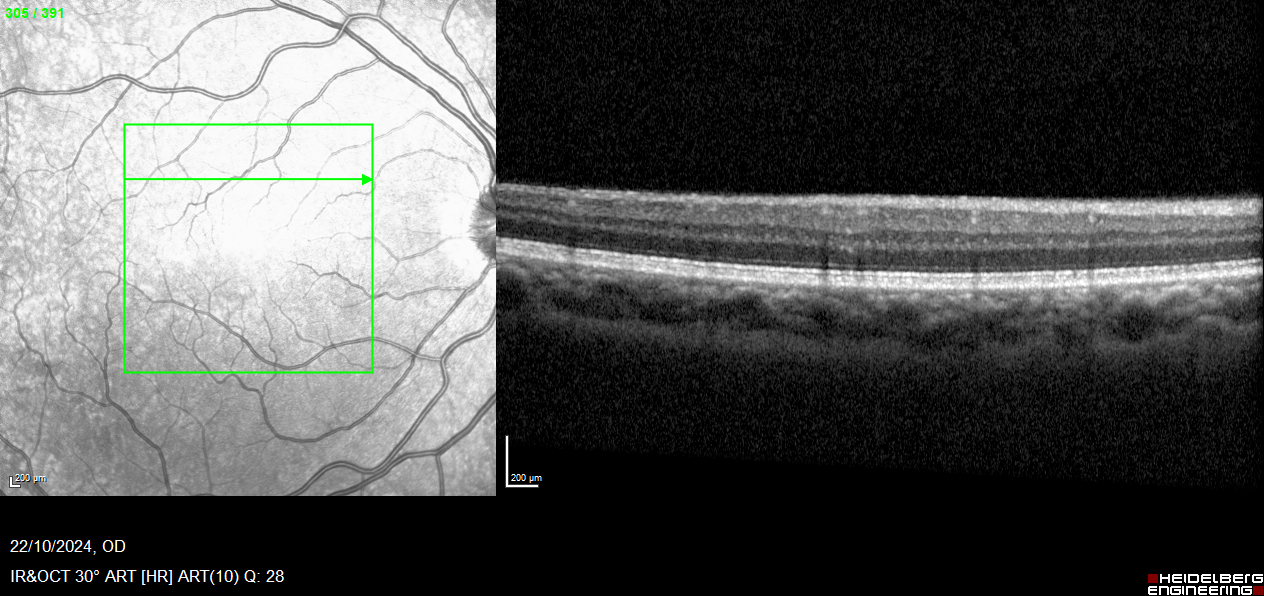 305 / 391
200 µm
200 µm
22/10/2024, OD
IR&OCT 30° ART [HR] ART(10) Q: 28
HEIDELBERG
ENGINEERING